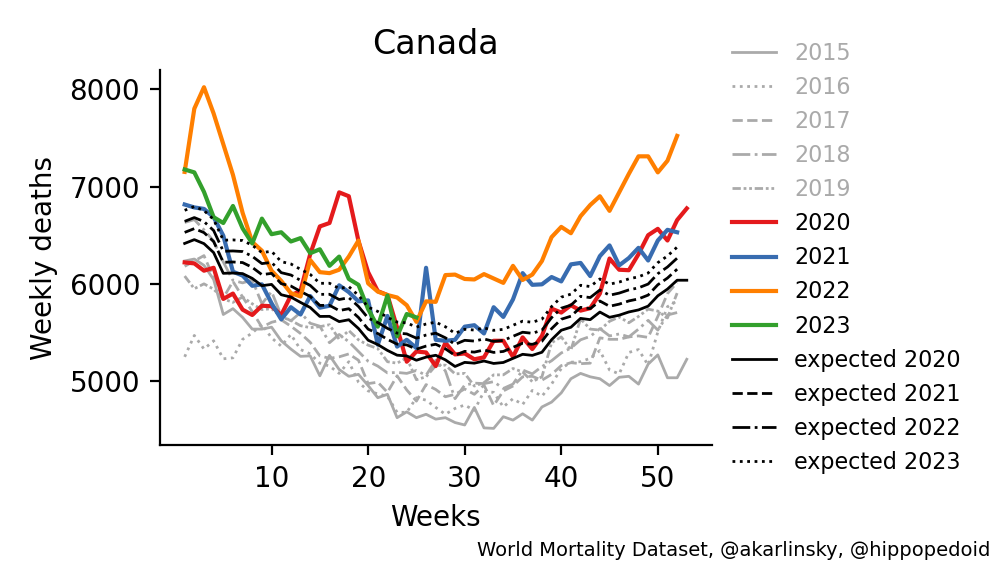 Canada
Weekly deaths
8000
7000
6000
5000
10
20
30
40
50
Weeks
2015
2016
2017
2018
2019
2020
2021
2022
2023
expected 2020
expected 2021
expected 2022
expected 2023
World Mortality Dataset, @akarlinsky, @hippopedoid